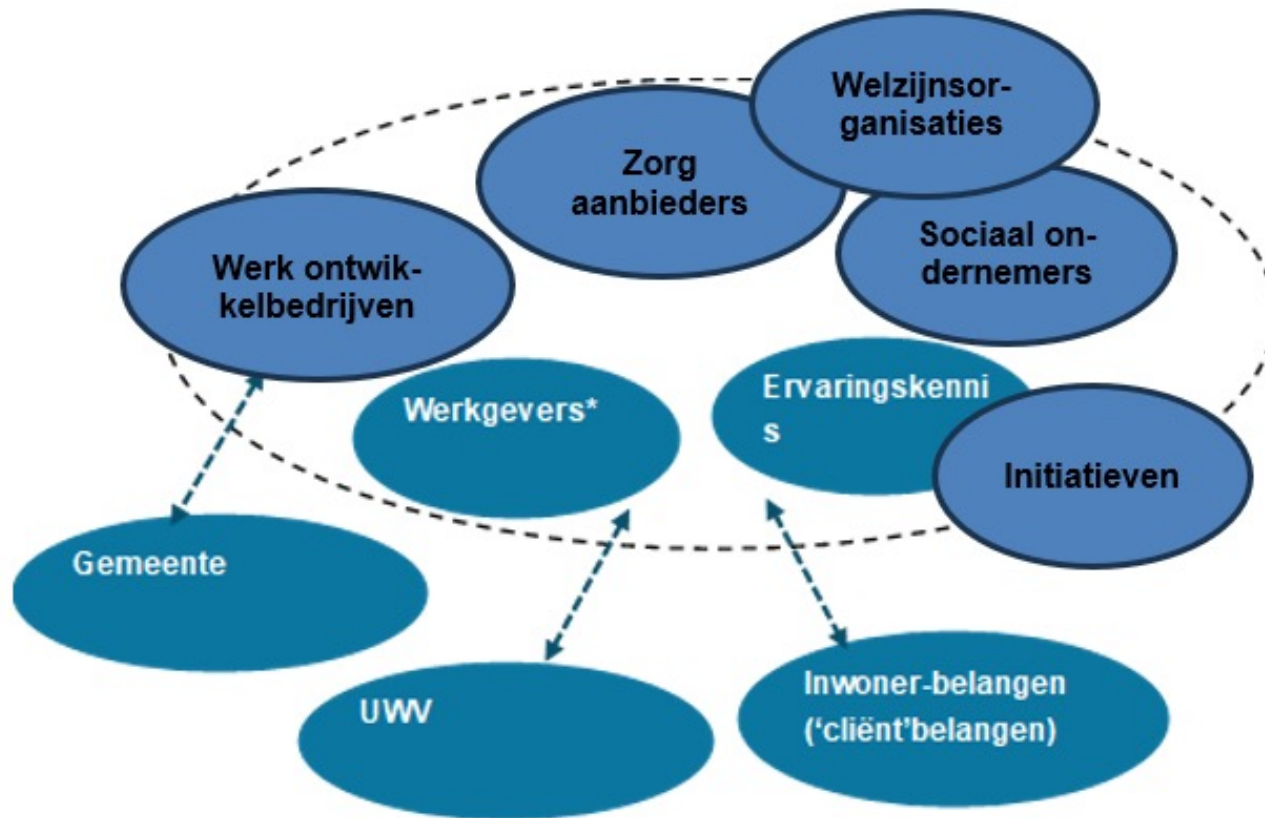 Welzijnsor-
ganisaties
Zorg
aanbieders
Sociaal on-
dernemers
Werk ontwik-
kelbedrijven
Werkgevers*
Ervaringskenni
s
Initiatieven
Gemeente
UWV
Inwoner-belangen
(‘cliënt’belangen)